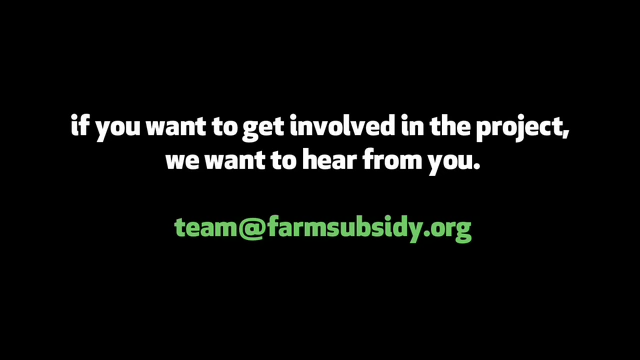 if you want to get involved in the project,
we want to hear from you.
team@farmsubsidy.org